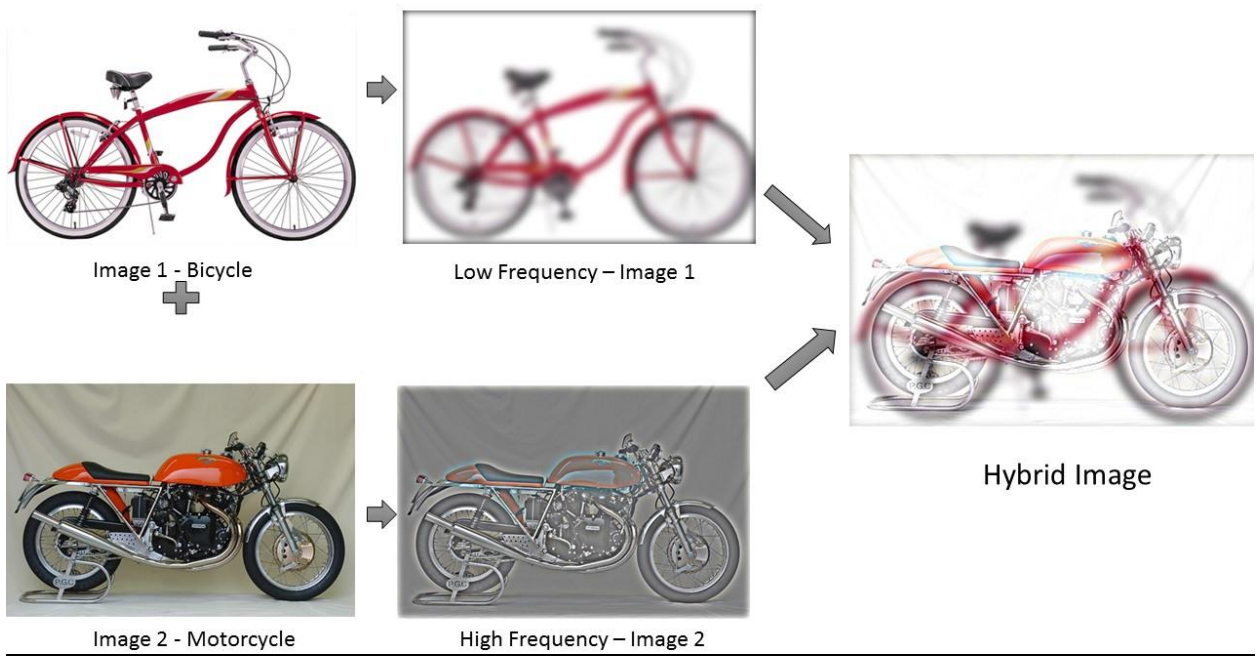 Image 1 - Bicycle
Low Frequency – Image 1
Image 2 - Motorcycle
High Frequency – Image 2
Hybrid Image
P.G.C
P.G.C
P.G.C